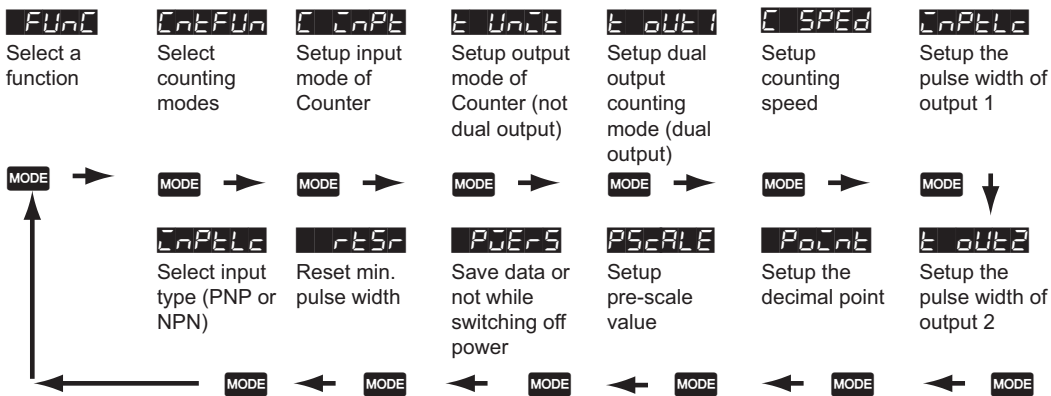 FUnC
CntFUn
C inPt
t Unit
t oUt 1
C SPEd
inPtLc
Select a
function
Select
counting
modes
Setup input
mode of
Counter
Setup output
mode of
Counter (not
dual output)
Setup dual
output
counting
mode (dual
output)
Setup
counting
speed
Setup the
pulse width of
output 1
MODE
MODE
MODE
MODE
MODE
MODE
MODE
inPtLc
rtSr
PWErS
PScALE
Point
t oUt2
Select input
type (PNP or
NPN)
Reset min.
pulse width
Save data or
not while
switching off
power
Setup
pre-scale
value
Setup the
decimal point
Setup the
pulse width of
output 2
MODE
MODE
MODE
MODE
MODE
MODE